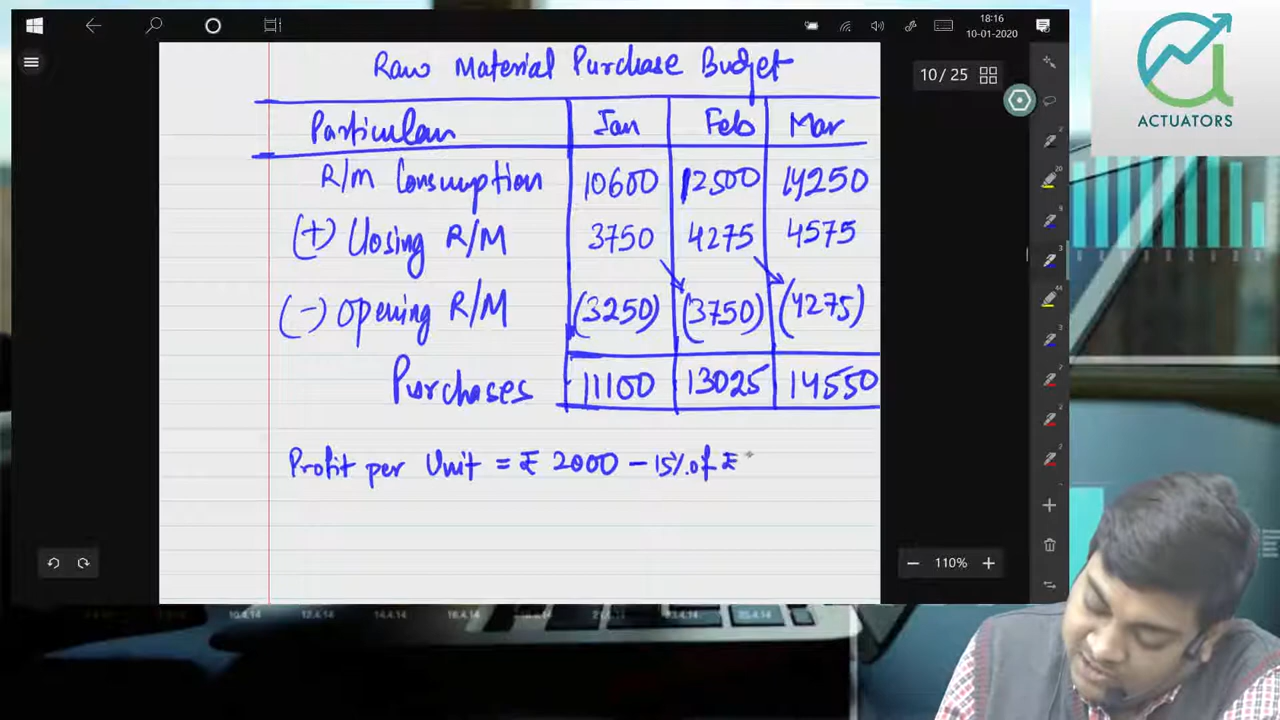 18:16
10-01-2020
10/25
ACTUATORS
Raw Material Purchase Budget
Particulars Jan Feb Mar
R/M Consumption 10600 12500 14250
(+) Closing R/M 3750 4275 4575
(-) Opening R/M (3250) (3750) (4275)
Purchases 11100 13025 14550
Profit per Unit = ₹ 2000 - 15% of ₹
110%